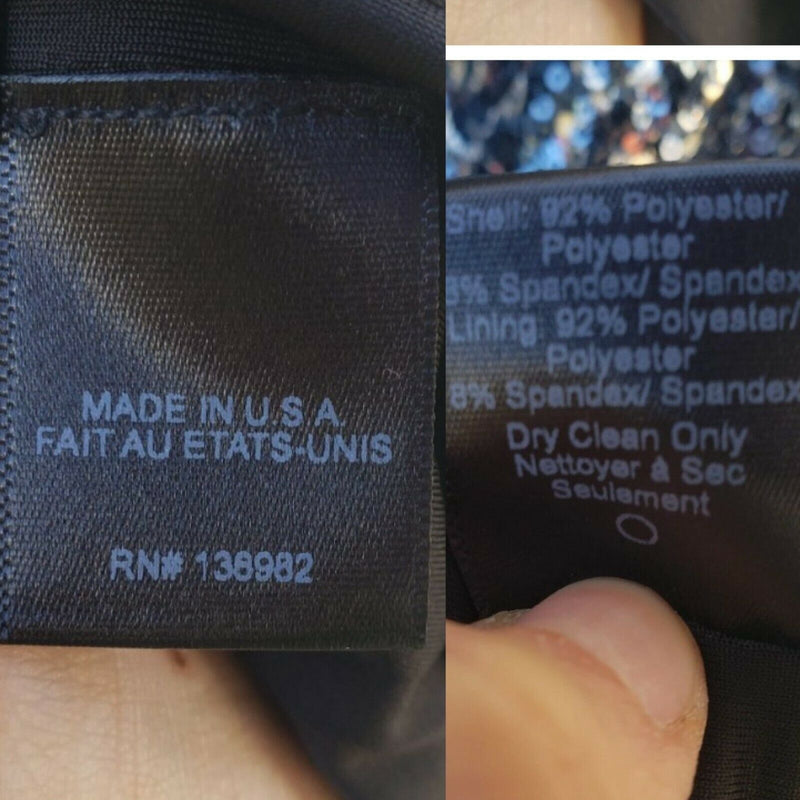 MADE IN U.S.A.
FAIT AU ETATS-UNIS
RN# 136982
Shell: 92% Polyester/
Polyester
8% Spandex/ Spandex
Lining: 92% Polyester/
Polyester
8% Spandex/ Spandex
Dry Clean Only
Nettoyer à Sec
Seulement